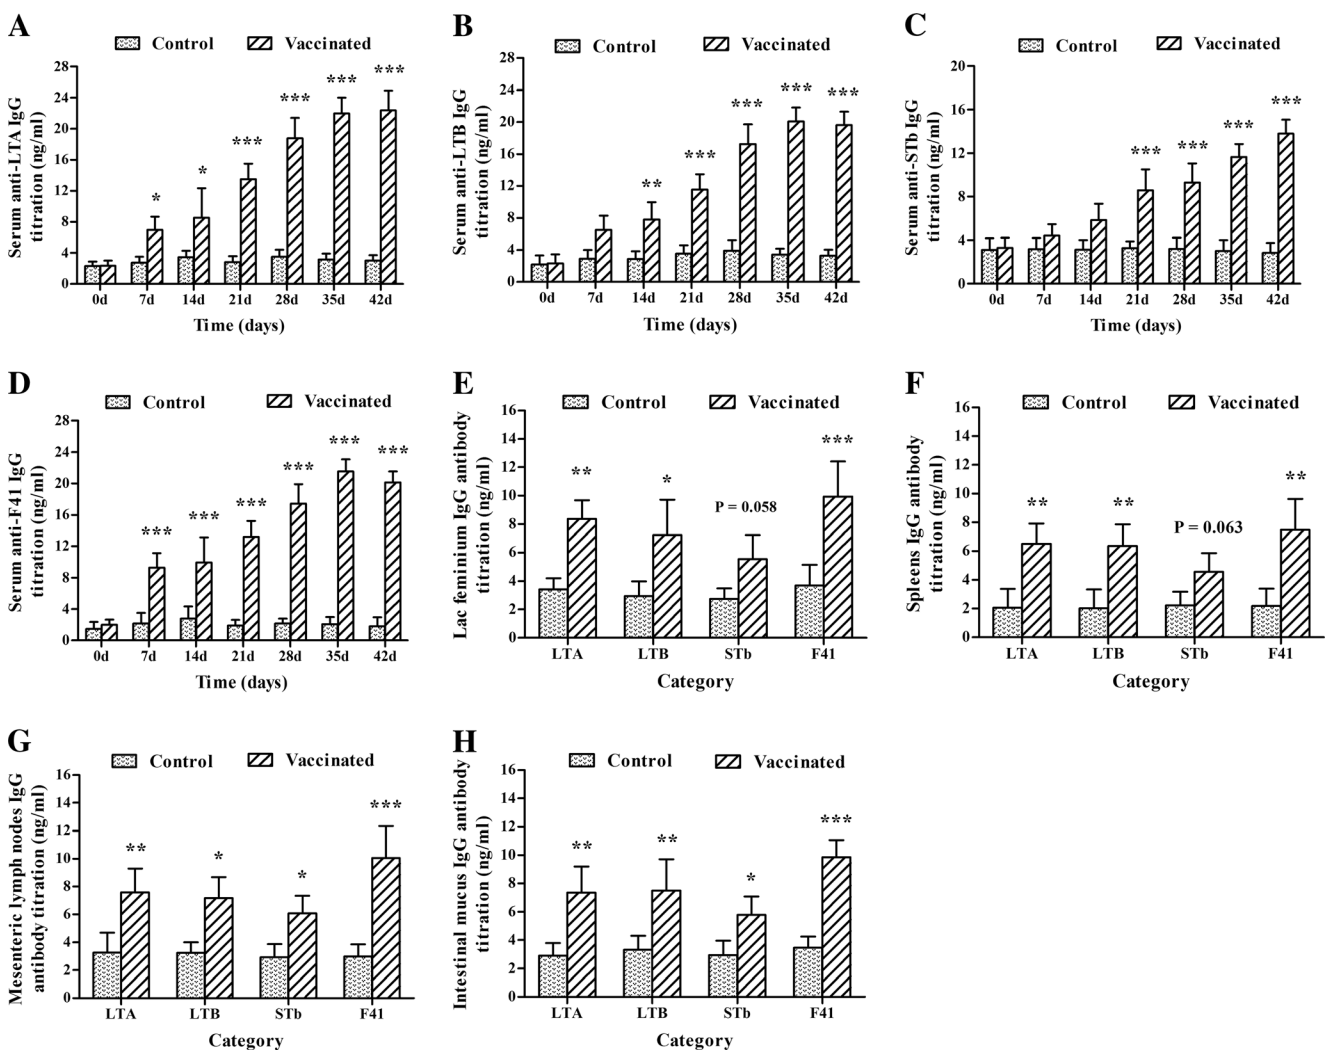 A
Control Vaccinated
Serum anti-LTA IgG
titration (ng/ml)
28
24
20
16
12
8
4
0
* * *** *** *** ***
0d 7d 14d 21d 28d 35d 42d
Time (days)
B
Control Vaccinated
Serum anti-LTB IgG
titration (ng/ml)
28
24
20
16
12
8
4
0
** *** *** *** ***
0d 7d 14d 21d 28d 35d 42d
Time (days)
C
Control Vaccinated
Serum anti-STb IgG
titration (ng/ml)
20
16
12
8
4
0
*** *** *** ***
0d 7d 14d 21d 28d 35d 42d
Time (days)
D
Control Vaccinated
Serum anti-F41 IgG
titration (ng/ml)
28
24
20
16
12
8
4
0
*** *** *** *** *** ***
0d 7d 14d 21d 28d 35d 42d
Time (days)
E
Control Vaccinated
Lac feminium IgG antibody
titration (ng/ml)
16
14
12
10
8
6
4
2
0
** * P = 0.058 ***
LTA LTB STb F41
Category
F
Control Vaccinated
Spleens IgG antibody
titration (ng/ml)
16
14
12
10
8
6
4
2
0
** ** P = 0.063 **
LTA LTB STb F41
Category
G
Control Vaccinated
Mesenteric lymph nodes IgG
antibody titration (ng/ml)
16
14
12
10
8
6
4
2
0
** * * ***
LTA LTB STb F41
Category
H
Control Vaccinated
Intestinal mucus IgG antibody
titration (ng/ml)
16
14
12
10
8
6
4
2
0
** ** * ***
LTA LTB STb F41
Category